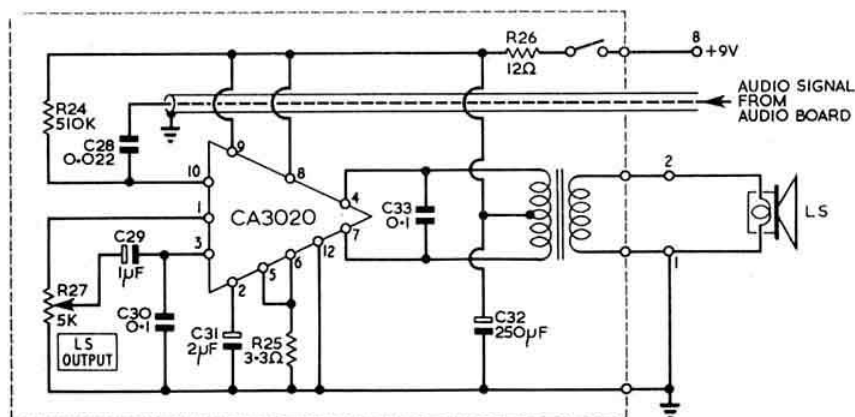 R26
12Ω
8
+9V
AUDIO SIGNAL
FROM
AUDIO BOARD
R24
510K
C28
0·022
9
8
10
1
3
CA3020
4
7
12
6
5
2
C33
0·1
2
LS
1
C29
1µF
R27
5K
LS
OUTPUT
C30
0·1
C31
2µF
R25
3·3Ω
C32
250µF